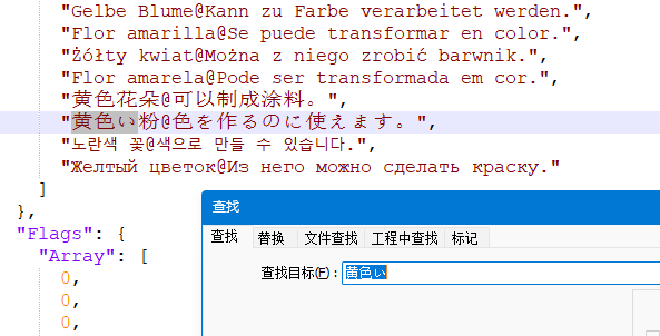 "Gelbe Blume@Kann zu Farbe verarbeitet werden.",
"Flor amarilla@Se puede transformar en color.",
"Żółty kwiat@Można z niego zrobić barwnik.",
"Flor amarela@Pode ser transformada em cor.",
"黄色花朵@可以制成涂料。",
"黄色い粉@色を作るのに使えます。",
"노란색 꽃@색으로 만들 수 있습니다.",
"Желтый цветок@Из него можно сделать краску."
]
},
"Flags": {
"Array": [
0,
0,
0,
查找
查找 替换 文件查找 工程中查找 标记
查找目标(F)： 黄色い